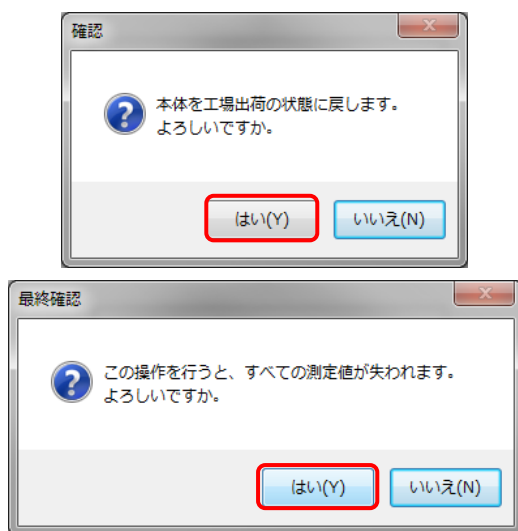 確認
本体を工場出荷の状態に戻します。
よろしいですか。
はい(Y)
いいえ(N)
最終確認
この操作を行うと、すべての測定値が失われます。
よろしいですか。
はい(Y)
いいえ(N)